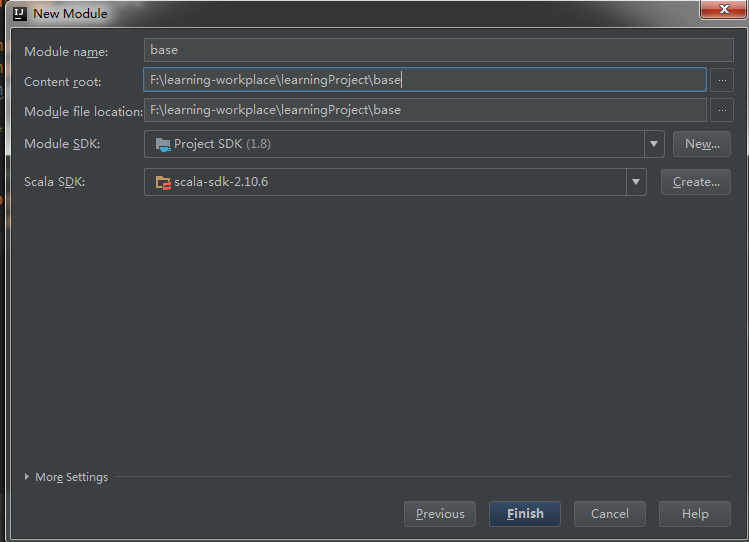 IJ New Module
Module name: base
Content root: F:\learning-workplace\learningProject\base ...
Module file location: F:\learning-workplace\learningProject\base ...
Module SDK: Project SDK (1.8) New...
Scala SDK: scala-sdk-2.10.6 Create...
More Settings
Previous Finish Cancel Help